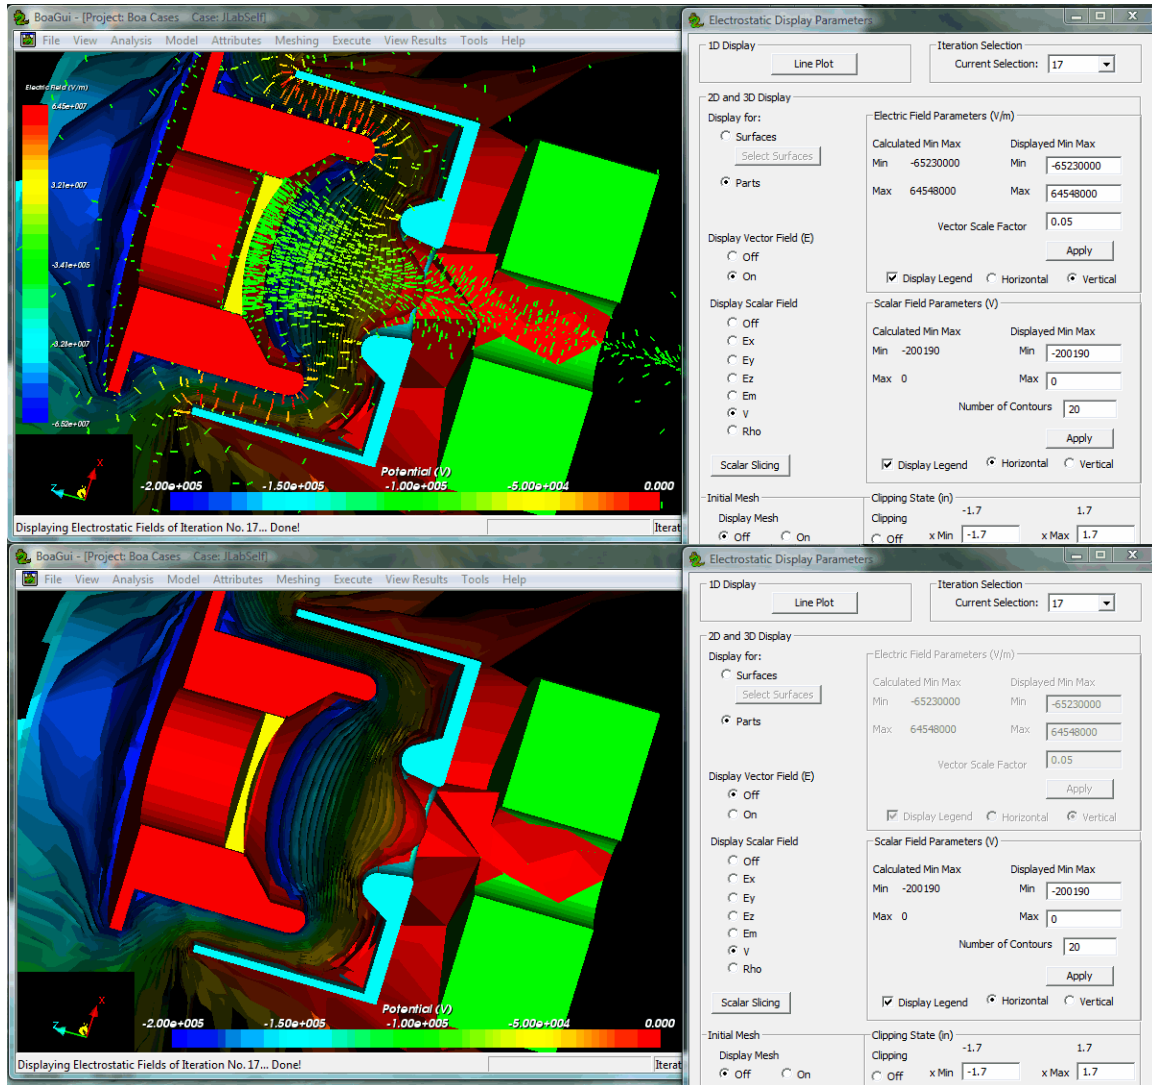 BoaGui - [Project: Boa Cases    Case: JLabSelf]
File View Analysis Model Attributes Meshing Execute View Results Tools Help
Electric Field (V/m)
6.45e+007
3.21e+007
-3.41e+005
-3.28e+007
-6.52e+007
X
Z
Potential (V)
-2.00e+005 -1.50e+005 -1.00e+005 -5.00e+004 0.000
Displaying Electrostatic Fields of Iteration No. 17... Done!
Iterat
Electrostatic Display Parameters
1D Display
Line Plot
Iteration Selection
Current Selection: 17
2D and 3D Display
Display for:
Surfaces
Select Surfaces
Parts
Electric Field Parameters (V/m)
Calculated Min Max Displayed Min Max
Min -65230000 Min -65230000
Max 64548000 Max 64548000
Vector Scale Factor 0.05
Apply
Display Legend Horizontal Vertical
Display Vector Field (E)
Off
On
Display Scalar Field
Off
Ex
Ey
Ez
Em
V
Rho
Scalar Slicing
Scalar Field Parameters (V)
Calculated Min Max Displayed Min Max
Min -200190 Min -200190
Max 0 Max 0
Number of Contours 20
Apply
Display Legend Horizontal Vertical
Initial Mesh
Display Mesh
Off On
Clipping State (in)
-1.7 1.7
Clipping
Off x Min -1.7 x Max 1.7
BoaGui - [Project: Boa Cases    Case: JLabSelf]
File View Analysis Model Attributes Meshing Execute View Results Tools Help
X
Z
Potential (V)
-2.00e+005 -1.50e+005 -1.00e+005 -5.00e+004 0.000
Displaying Electrostatic Fields of Iteration No. 17... Done!
Iterat
Electrostatic Display Parameters
1D Display
Line Plot
Iteration Selection
Current Selection: 17
2D and 3D Display
Display for:
Surfaces
Select Surfaces
Parts
Electric Field Parameters (V/m)
Calculated Min Max Displayed Min Max
Min -65230000 Min -65230000
Max 64548000 Max 64548000
Vector Scale Factor 0.05
Apply
Display Legend Horizontal Vertical
Display Vector Field (E)
Off
On
Display Scalar Field
Off
Ex
Ey
Ez
Em
V
Rho
Scalar Slicing
Scalar Field Parameters (V)
Calculated Min Max Displayed Min Max
Min -200190 Min -200190
Max 0 Max 0
Number of Contours 20
Apply
Display Legend Horizontal Vertical
Initial Mesh
Display Mesh
Off On
Clipping State (in)
-1.7 1.7
Clipping
Off x Min -1.7 x Max 1.7